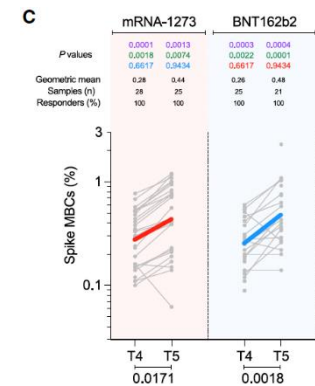 C
mRNA-1273 BNT162b2
0,0001 0,0013 0,0003 0,0004
P values 0,0018 0,0074 0,0022 0,0001
0,6617 0,9434 0,6617 0,9434
Geometric mean 0,28 0,44 0,26 0,48
Samples (n) 28 25 25 21
Responders (%) 100 100 100 100
3
1
0.1
Spike MBCs (%)
T4 T5 T4 T5
0.0171 0.0018